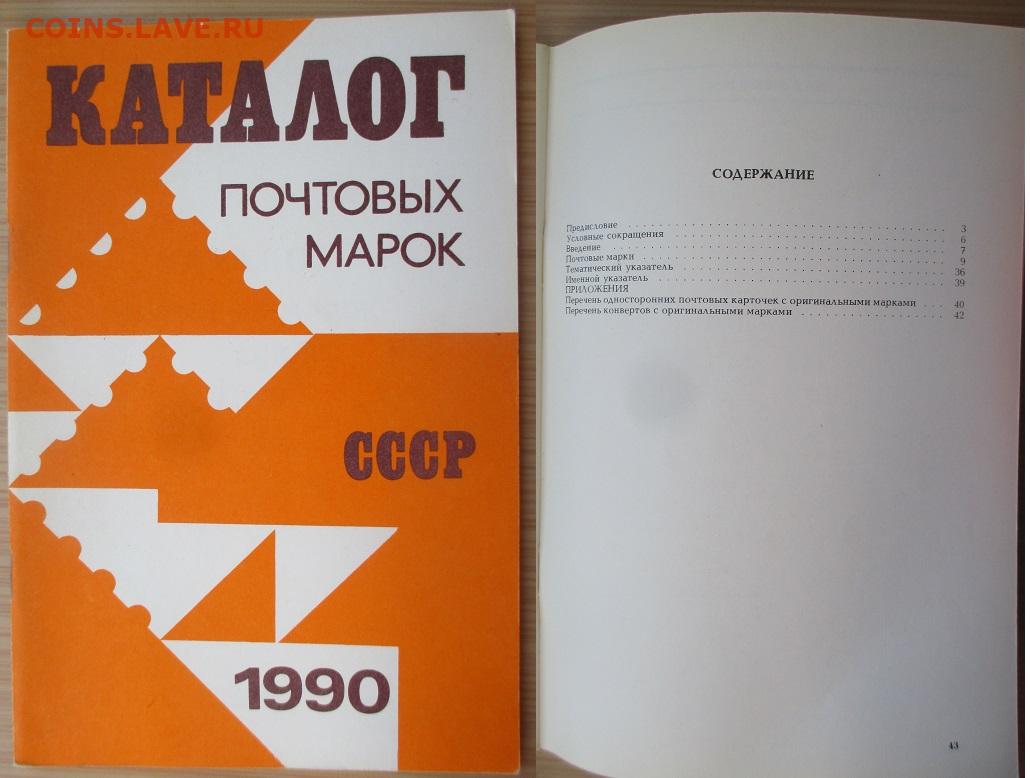 COINS.LAVE.RU
КАТАЛОГ
ПОЧТОВЫХ
МАРОК
СССР
1990
СОДЕРЖАНИЕ
Предисловие . . . . . . . . . . . . . . . . . . . . 3
Условные сокращения . . . . . . . . . . . . . . . . . . . . 6
Введение . . . . . . . . . . . . . . . . . . . . 7
Почтовые марки . . . . . . . . . . . . . . . . . . . . 9
Тематический указатель . . . . . . . . . . . . . . . . . . . . 36
Именной указатель . . . . . . . . . . . . . . . . . . . . 39
ПРИЛОЖЕНИЯ
Перечень односторонних почтовых карточек с оригинальными марками . . . 40
Перечень конвертов с оригинальными марками . . . . . . . . . . . . . . 42
43